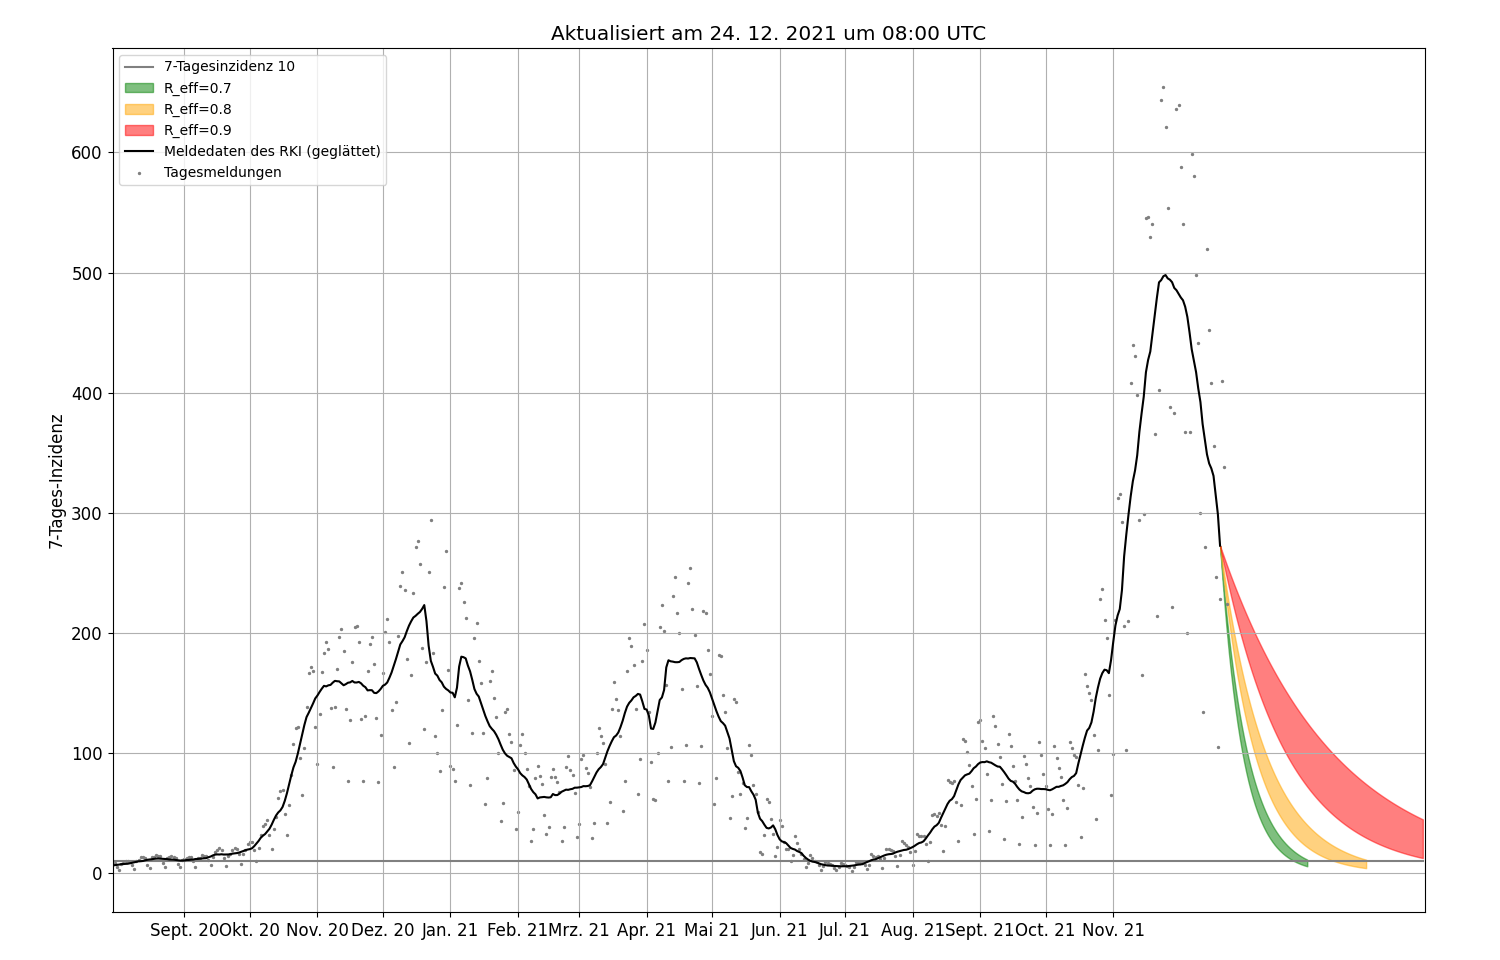 Aktualisiert am 24. 12. 2021 um 08:00 UTC
7-Tagesinzidenz 10
R_eff=0.7
R_eff=0.8
R_eff=0.9
Meldedaten des RKI (geglättet)
Tagesmeldungen
7-Tages-Inzidenz
600
500
400
300
200
100
0
Sept. 20 Okt. 20 Nov. 20 Dez. 20 Jan. 21 Feb. 21 Mrz. 21 Apr. 21 Mai 21 Jun. 21 Jul. 21 Aug. 21 Sept. 21 Oct. 21 Nov. 21